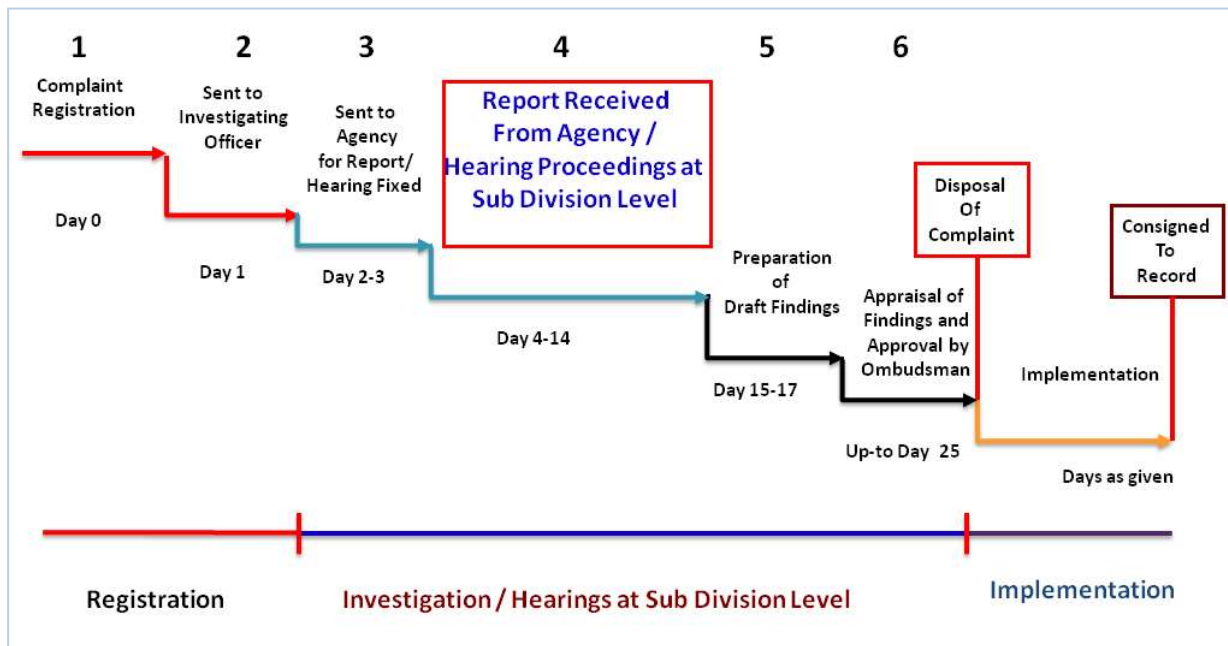 1
2
3
4
5
6
Complaint
Registration
Sent to
Investigating
Officer
Sent to
Agency
for Report/
Hearing Fixed
Report Received
From Agency /
Hearing Proceedings at
Sub Division Level
Preparation
of
Draft Findings
Appraisal of
Findings and
Approval by
Ombudsman
Disposal
Of
Complaint
Implementation
Consigned
To
Record
Day 0
Day 1
Day 2-3
Day 4-14
Day 15-17
Up-to Day 25
Days as given
Registration
Investigation / Hearings at Sub Division Level
Implementation